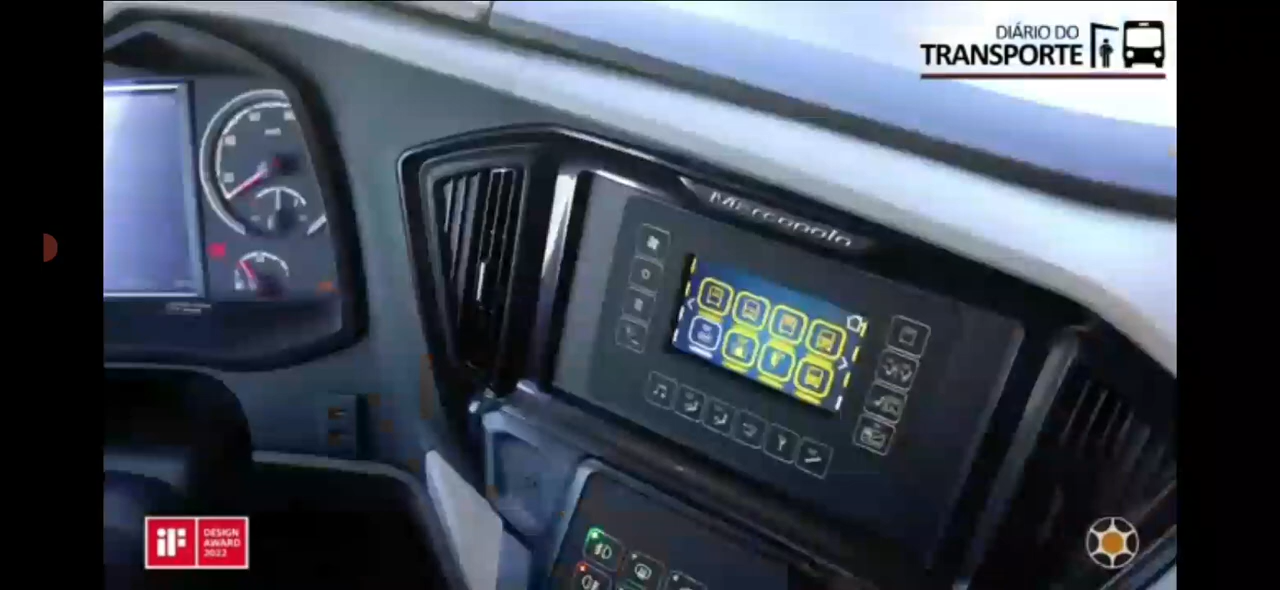 DIÁRIO DO
TRANSPORTE
Marcopolo
iF
DESIGN
AWARD
2022